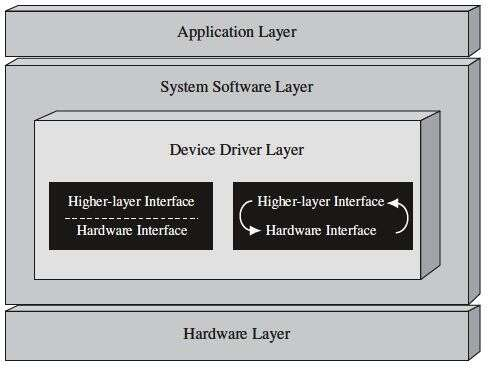 Application Layer
System Software Layer
Device Driver Layer
Higher-layer Interface
Hardware Interface
Higher-layer Interface
Hardware Interface
Hardware Layer